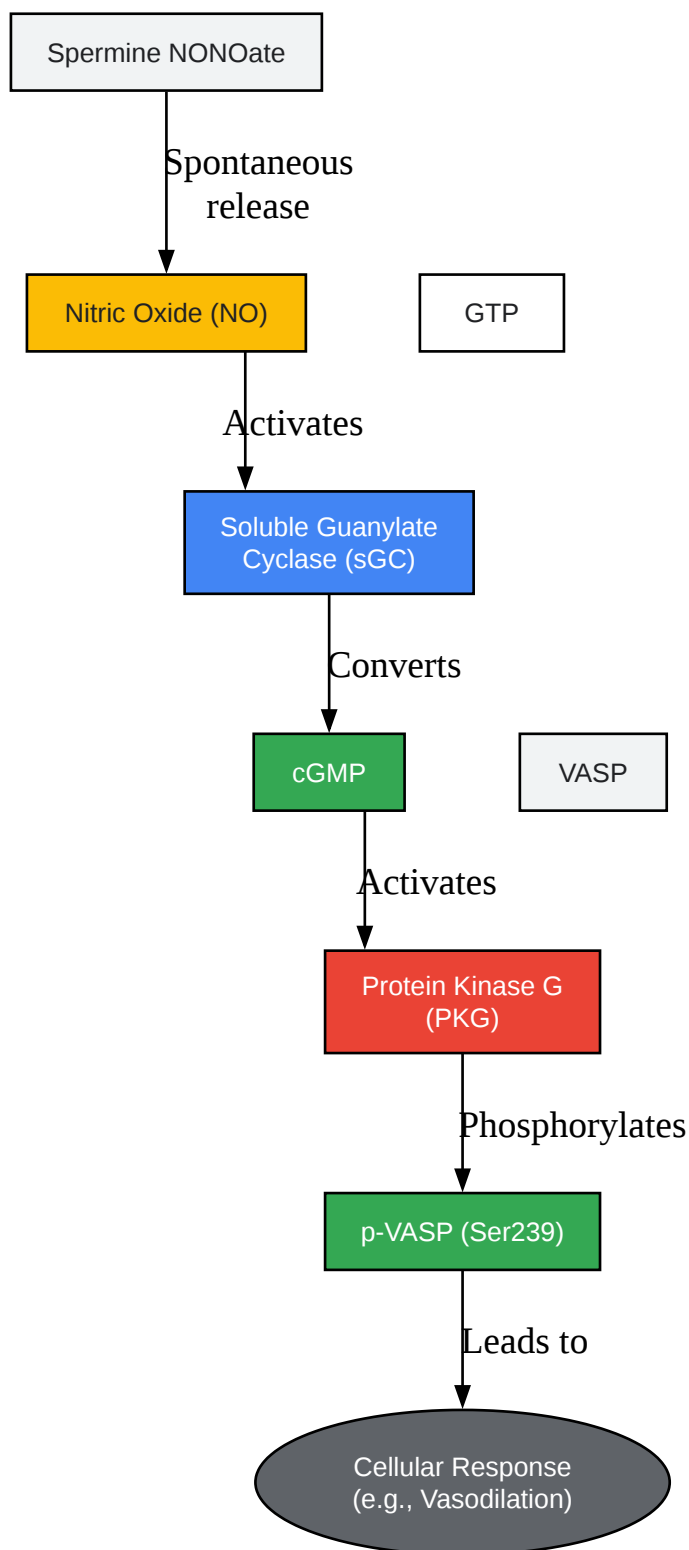 Spermine NONOate
Spontaneous
release
Nitric Oxide (NO)
GTP
Activates
Soluble Guanylate
Cyclase (sGC)
Converts
cGMP
VASP
Activates
Protein Kinase G
(PKG)
Phosphorylates
p-VASP (Ser239)
Leads to
Cellular Response
(e.g., Vasodilation)